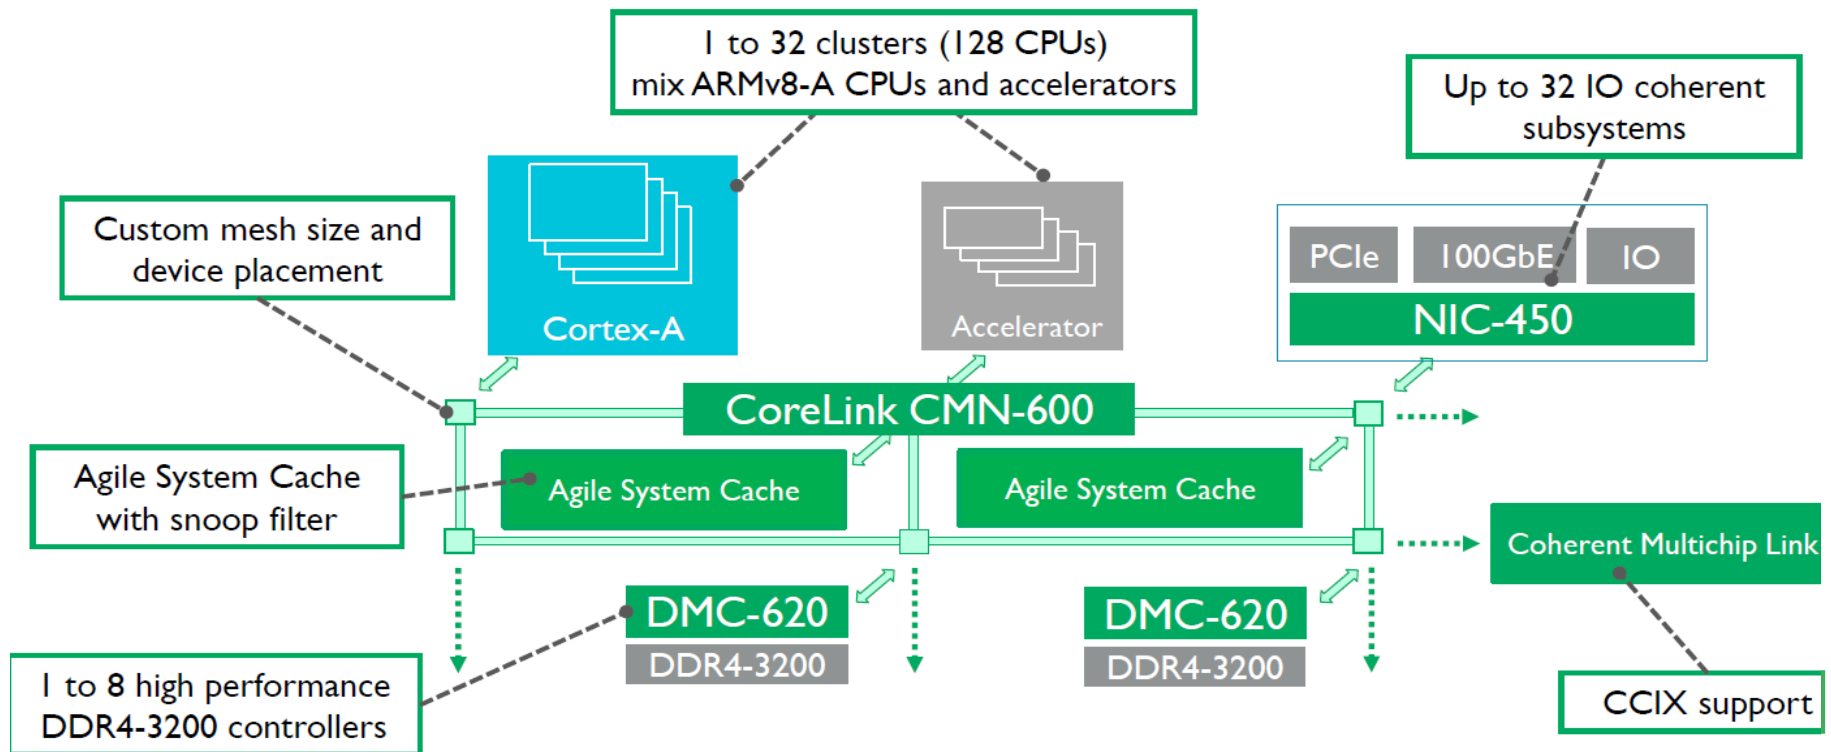 1 to 32 clusters (128 CPUs)
mix ARMv8-A CPUs and accelerators
Up to 32 IO coherent
subsystems
Custom mesh size and
device placement
Cortex-A
Accelerator
PCIe
100GbE
IO
NIC-450
CoreLink CMN-600
Agile System Cache
with snoop filter
Agile System Cache
Agile System Cache
Coherent Multichip Link
DMC-620
DDR4-3200
DMC-620
DDR4-3200
1 to 8 high performance
DDR4-3200 controllers
CCIX support